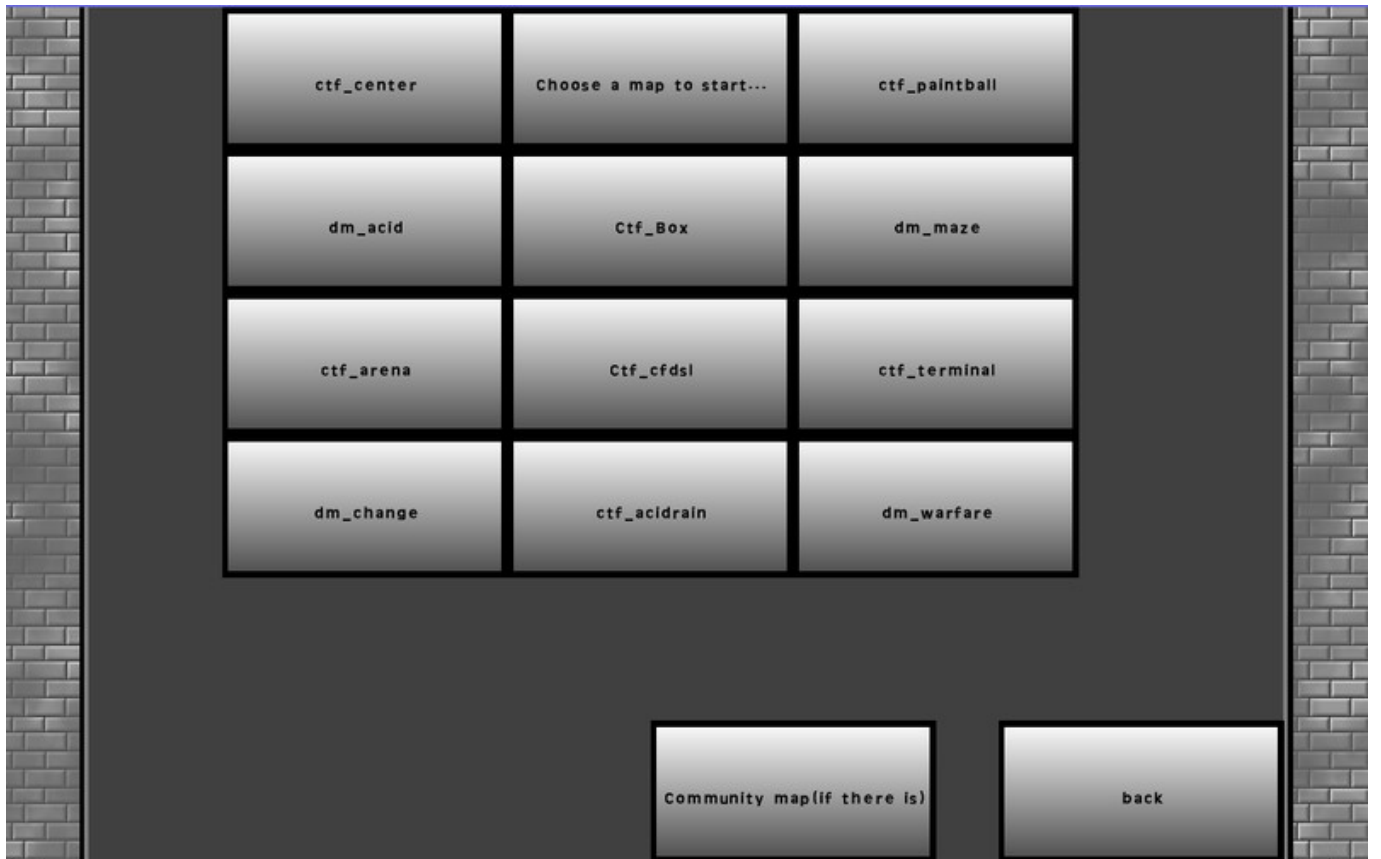 ctf_center
Choose a map to start...
ctf_paintball
dm_acid
Ctf_Box
dm_maze
ctf_arena
Ctf_cfdsl
ctf_terminal
dm_change
ctf_acidrain
dm_warfare
Community map(if there is)
back